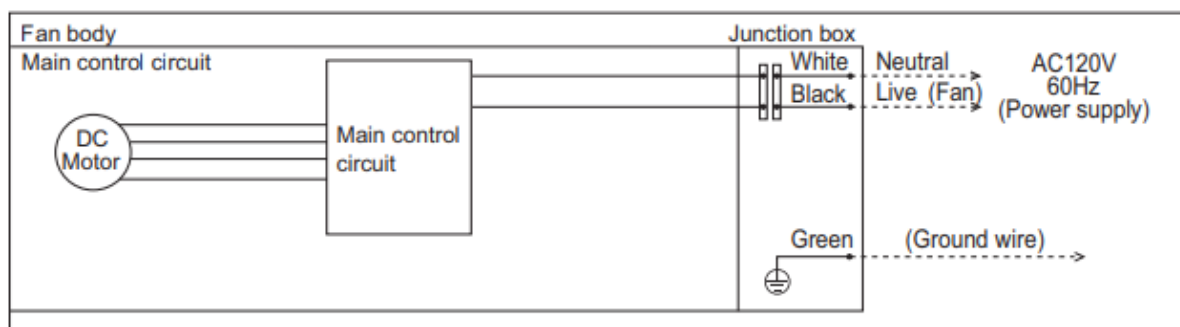 Fan body
Junction box
Main control circuit
White
Neutral
AC120V
60Hz
(Power supply)
Black
Live (Fan)
DC
Motor
Main control
circuit
Green
(Ground wire)